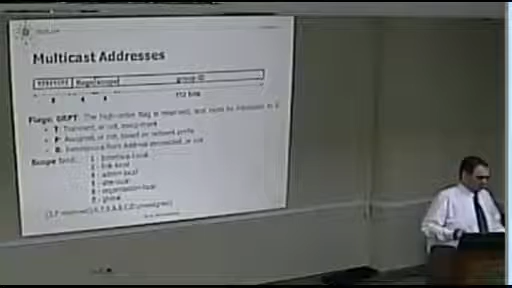 Multicast Addresses
11111111 flags scope group ID
8 4 4 112 bits
Flags: 0RPT: The high-order flag is reserved, and must be initialized to 0
• T: Transient, or not, assignment
• P: Assigned, or not, based on network prefix
• R: Rendezvous Point address embedded, or not
Scope
1 - Interface-local
2 - link-local
4 - admin-local
5 - site-local
8 - organization-local
E - global